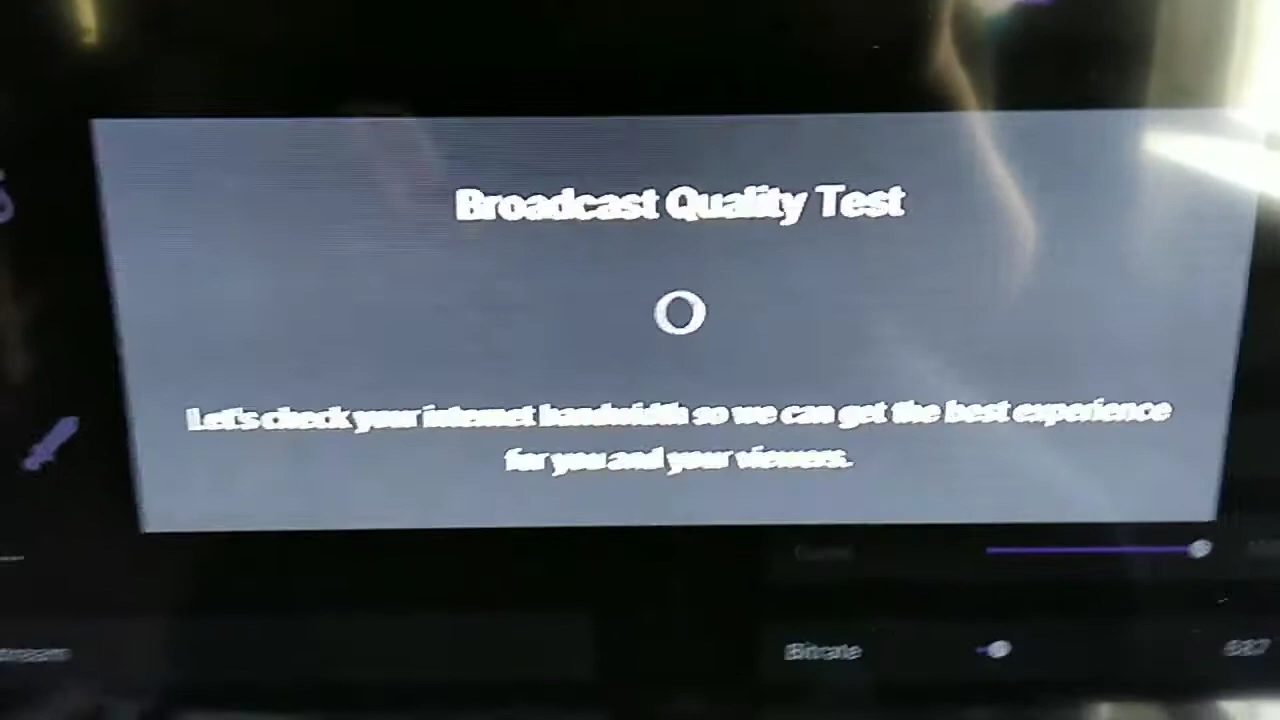 Broadcast Quality Test
Let's check your internet bandwidth so we can get the best experience
for you and your viewers.
Bitrate